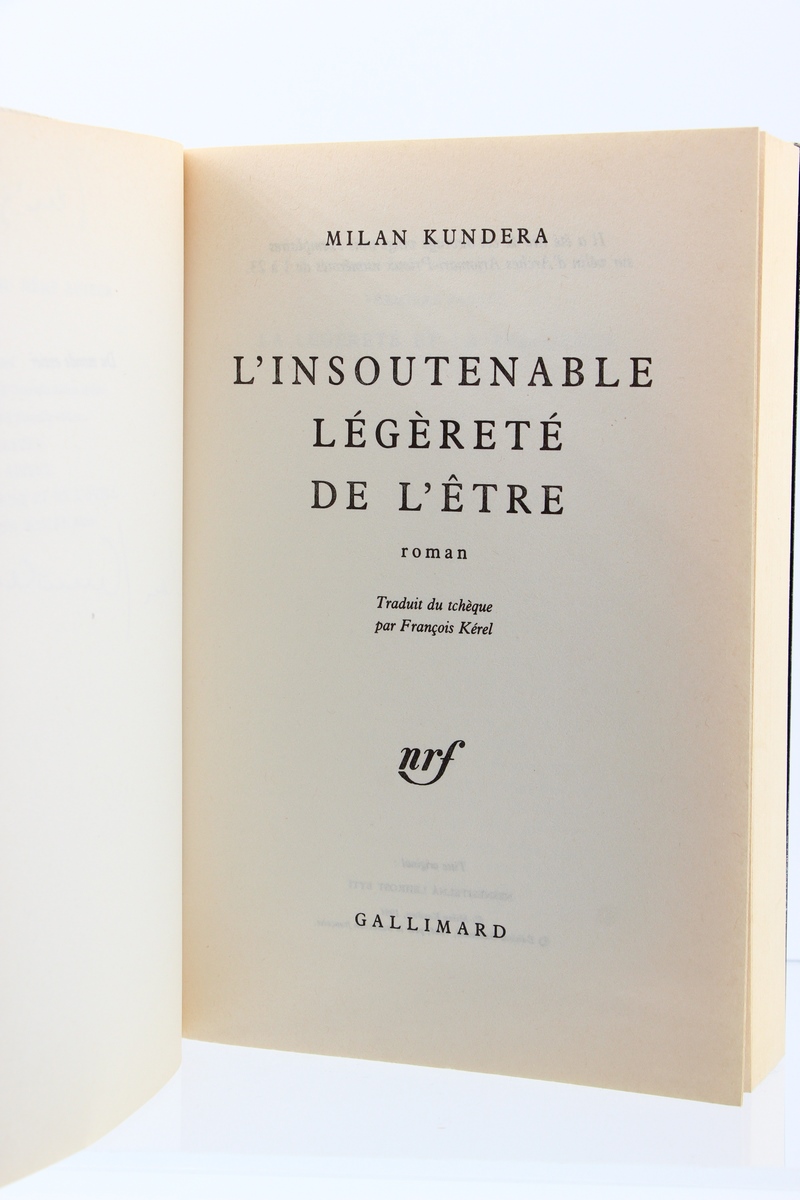 MILAN KUNDERA
L'INSOUTENABLE
LÉGÈRETÉ
DE L'ÊTRE
roman
Traduit du tchèque
par François Kérel
nrf
GALLIMARD